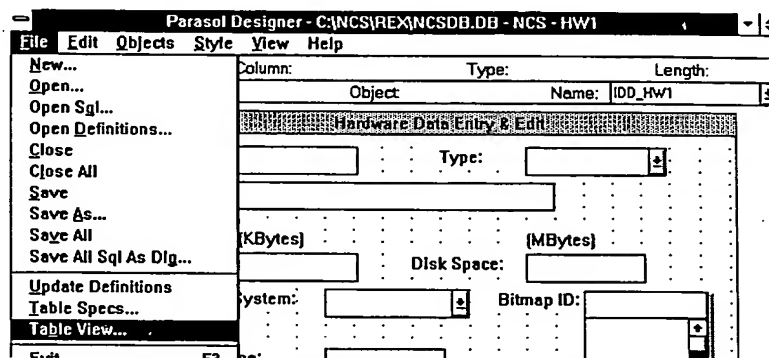 Parasol Designer - C:\NCS\REX\NCSDB.DB - NCS - HW1
File Edit Objects Style View Help
New...
Open...
Open Sql...
Open Definitions...
Close
Close All
Save
Save As...
Save All
Save All Sql As Dlg...
Update Definitions
Table Specs...
Table View...
Exit F3
Column: Type: Length:
Object Name: IDD_HW1
Hardware Data Entry & Edit
Type:
(KBytes) (MBytes)
Disk Space:
System: Bitmap ID: